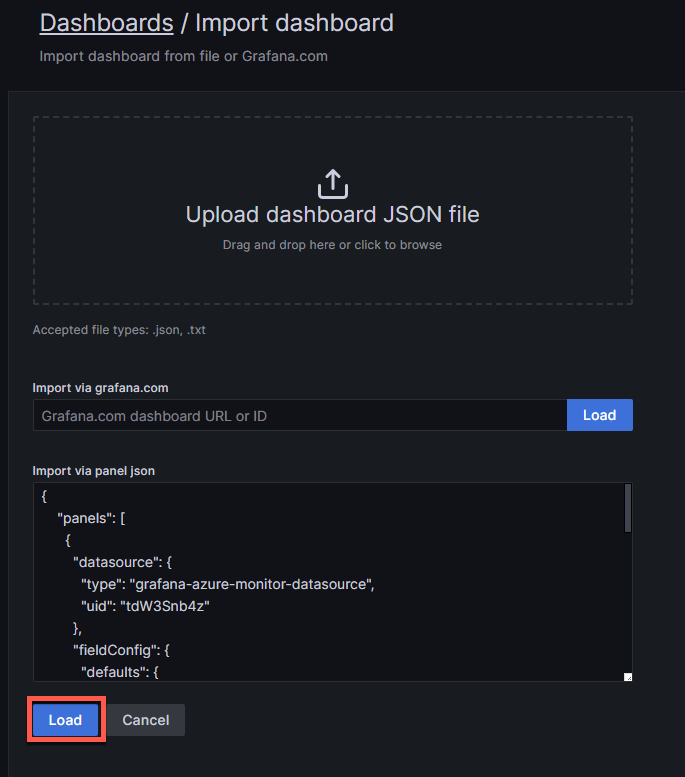 Dashboards / Import dashboard
Import dashboard from file or Grafana.com
Upload dashboard JSON file
Drag and drop here or click to browse
Accepted file types: .json, .txt
Import via grafana.com
Grafana.com dashboard URL or ID Load
Import via panel json
{
"panels": [
{
"datasource": {
"type": "grafana-azure-monitor-datasource",
"uid": "tdW3Snb4z"
},
"fieldConfig": {
"defaults": {
Load Cancel